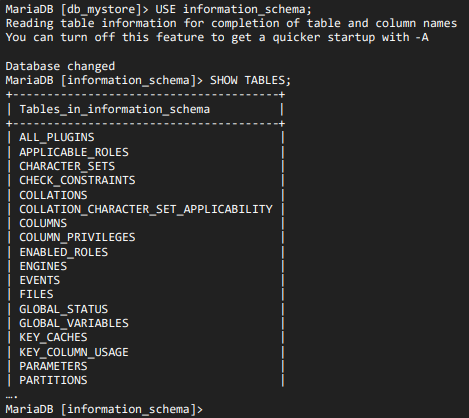 MariaDB [db_mystore]> USE information_schema;
Reading table information for completion of table and column names
You can turn off this feature to get a quicker startup with -A

Database changed
MariaDB [information_schema]> SHOW TABLES;
+---------------------------------------+
| Tables_in_information_schema          |
+---------------------------------------+
| ALL_PLUGINS                           |
| APPLICABLE_ROLES                      |
| CHARACTER_SETS                        |
| CHECK_CONSTRAINTS                     |
| COLLATIONS                            |
| COLLATION_CHARACTER_SET_APPLICABILITY |
| COLUMNS                               |
| COLUMN_PRIVILEGES                     |
| ENABLED_ROLES                         |
| ENGINES                               |
| EVENTS                                |
| FILES                                 |
| GLOBAL_STATUS                         |
| GLOBAL_VARIABLES                      |
| KEY_CACHES                            |
| KEY_COLUMN_USAGE                      |
| PARAMETERS                            |
| PARTITIONS                            |
….
MariaDB [information_schema]>